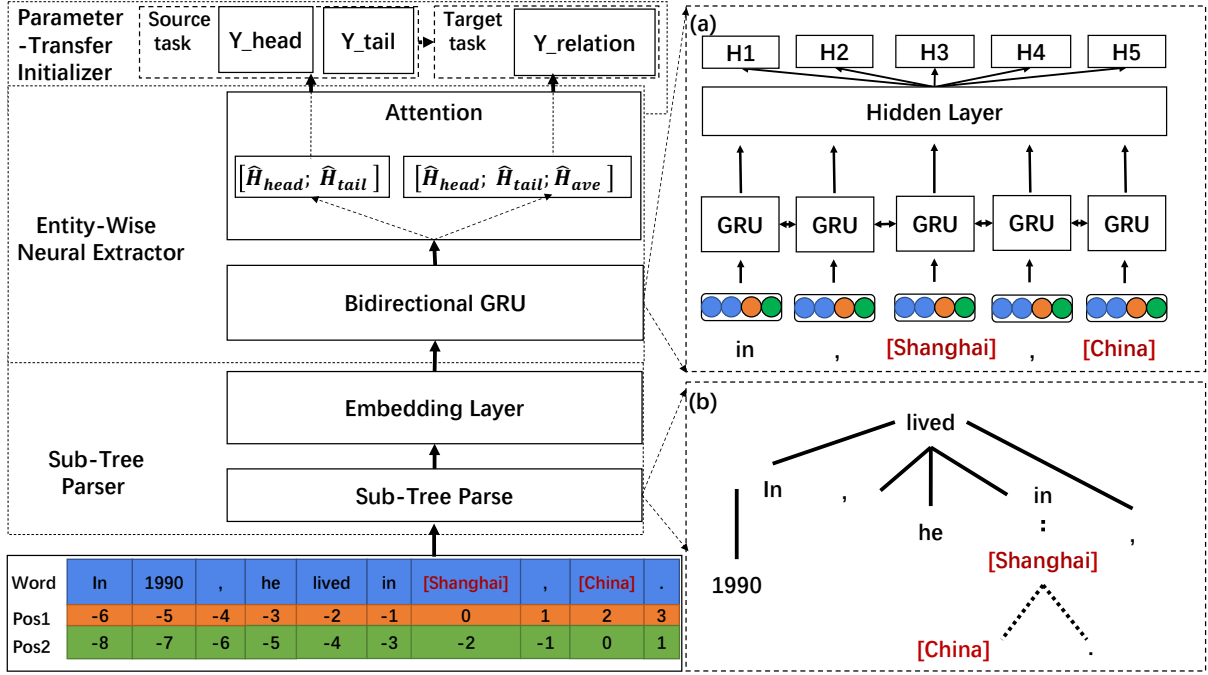 Parameter
-Transfer
Initializer
Source
task
Y_head
Y_tail
Target
task
Y_relation
Attention
[Ĥhead; Ĥtail ]
[Ĥhead; Ĥtail; Ĥave ]
Entity-Wise
Neural Extractor
Bidirectional GRU
Embedding Layer
Sub-Tree
Parser
Sub-Tree Parse
Word In 1990 , he lived in [Shanghai] , [China] .
Pos1 -6 -5 -4 -3 -2 -1 0 1 2 3
Pos2 -8 -7 -6 -5 -4 -3 -2 -1 0 1
(a)
H1 H2 H3 H4 H5
Hidden Layer
GRU GRU GRU GRU GRU
in , [Shanghai] , [China]
(b)
lived
In , in
he ,
:
[Shanghai]
1990
[China] .